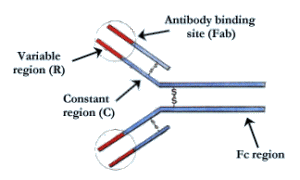 Antibody binding
site (Fab)
Variable
region (R)
Constant
region (C)
S
S
Fc region